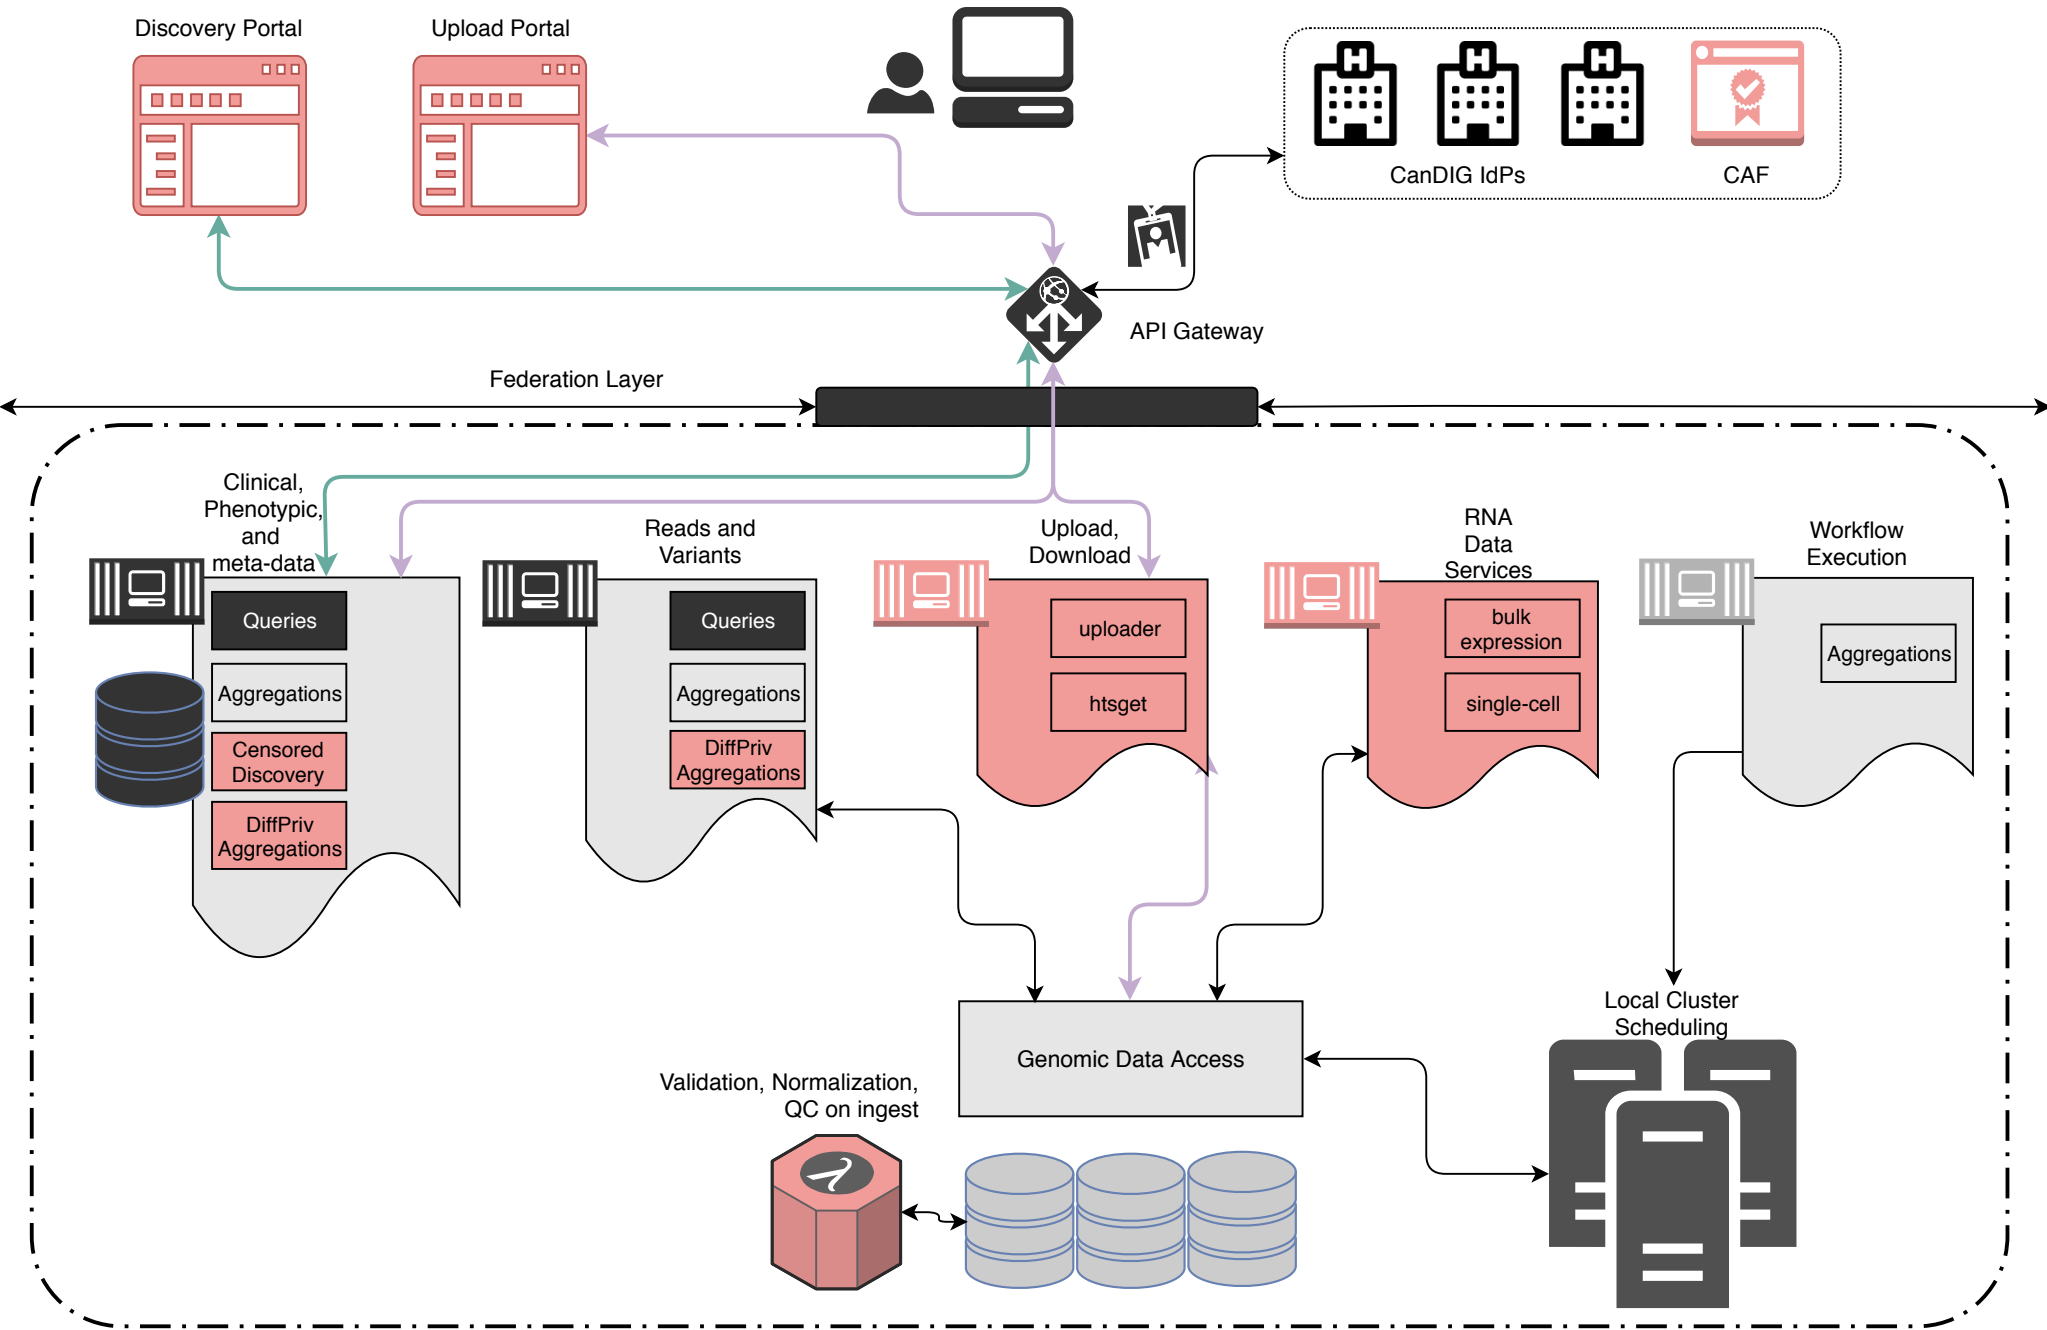 Discovery Portal
Upload Portal
CanDIG IdPs
CAF
API Gateway
Federation Layer
Clinical,
Phenotypic,
and
meta-data
Queries
Aggregations
Censored
Discovery
DiffPriv
Aggregations
Reads and
Variants
Queries
Aggregations
DiffPriv
Aggregations
Upload,
Download
uploader
htsget
RNA
Data
Services
bulk
expression
single-cell
Workflow
Execution
Aggregations
Local Cluster
Scheduling
Genomic Data Access
Validation, Normalization,
QC on ingest
λ